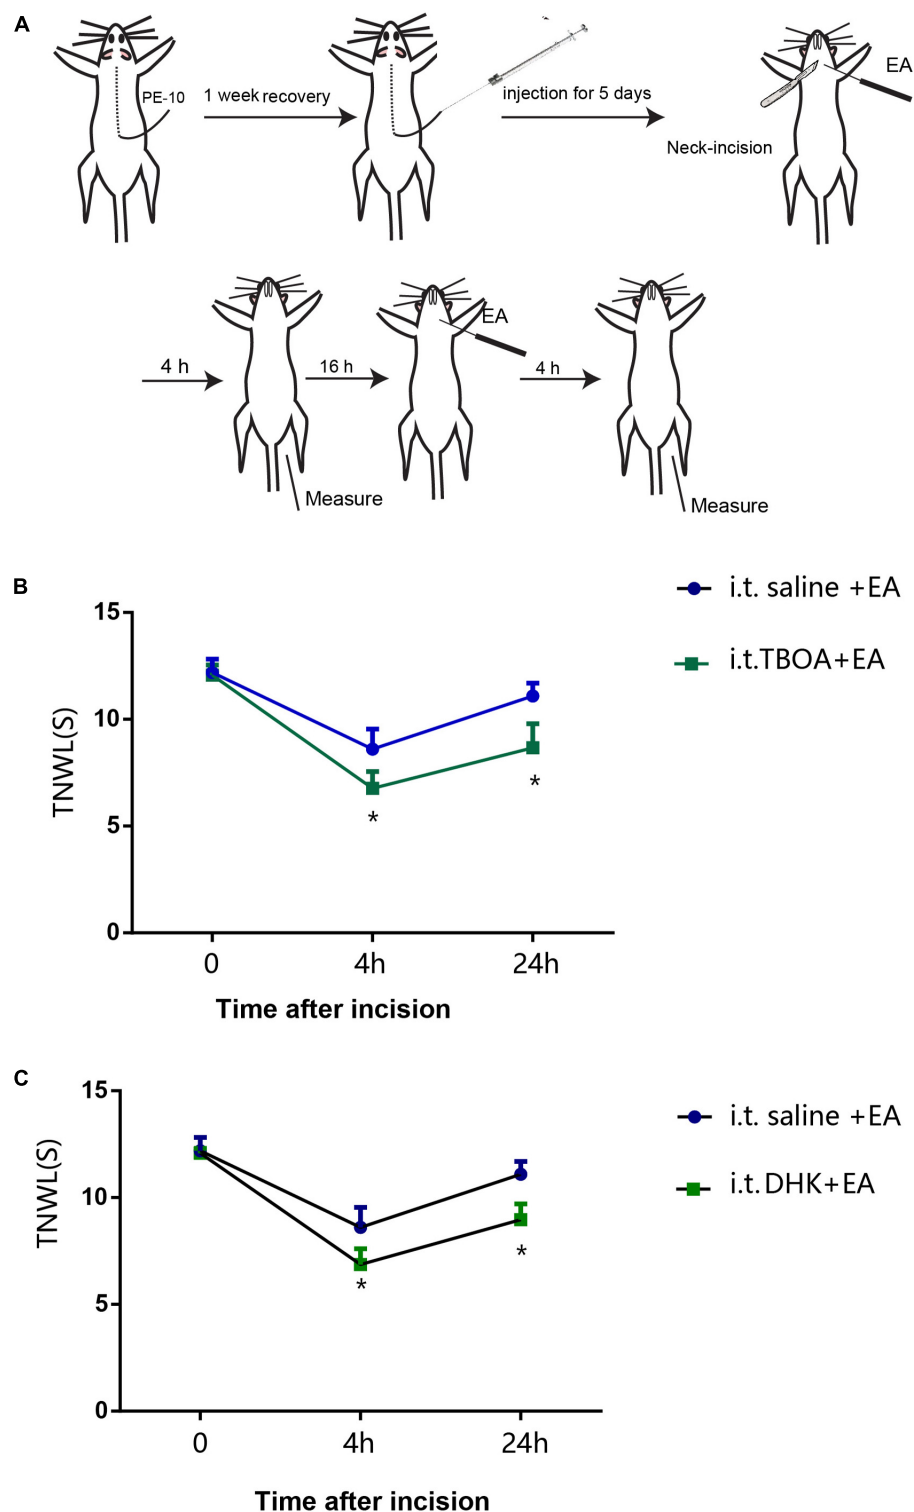 A
PE-10
1 week recovery
injection for 5 days
EA
Neck-incision
4 h
16 h
EA
4 h
Measure
Measure
B
i.t. saline +EA
i.t.TBOA+EA
15
10
5
0
TNWL(S)
*
*
0 4h 24h
Time after incision
C
i.t. saline +EA
i.t.DHK+EA
15
10
5
0
TNWL(S)
*
*
0 4h 24h
Time after incision